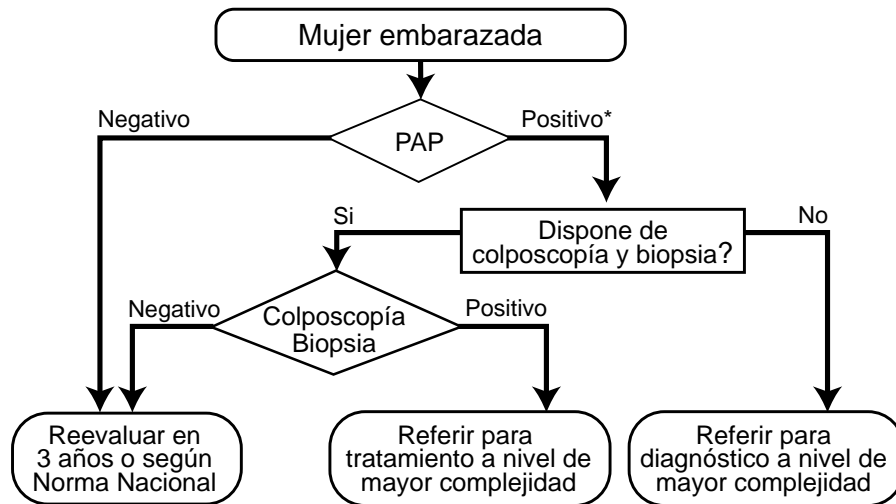 Mujer embarazada
Negativo
PAP
Positivo*
Si
Dispone de
colposcopía y biopsia?
No
Negativo
Colposcopía
Biopsia
Positivo
Reevaluar en
3 años o según
Norma Nacional
Referir para
tratamiento a nivel de
mayor complejidad
Referir para
diagnóstico a nivel de
mayor complejidad